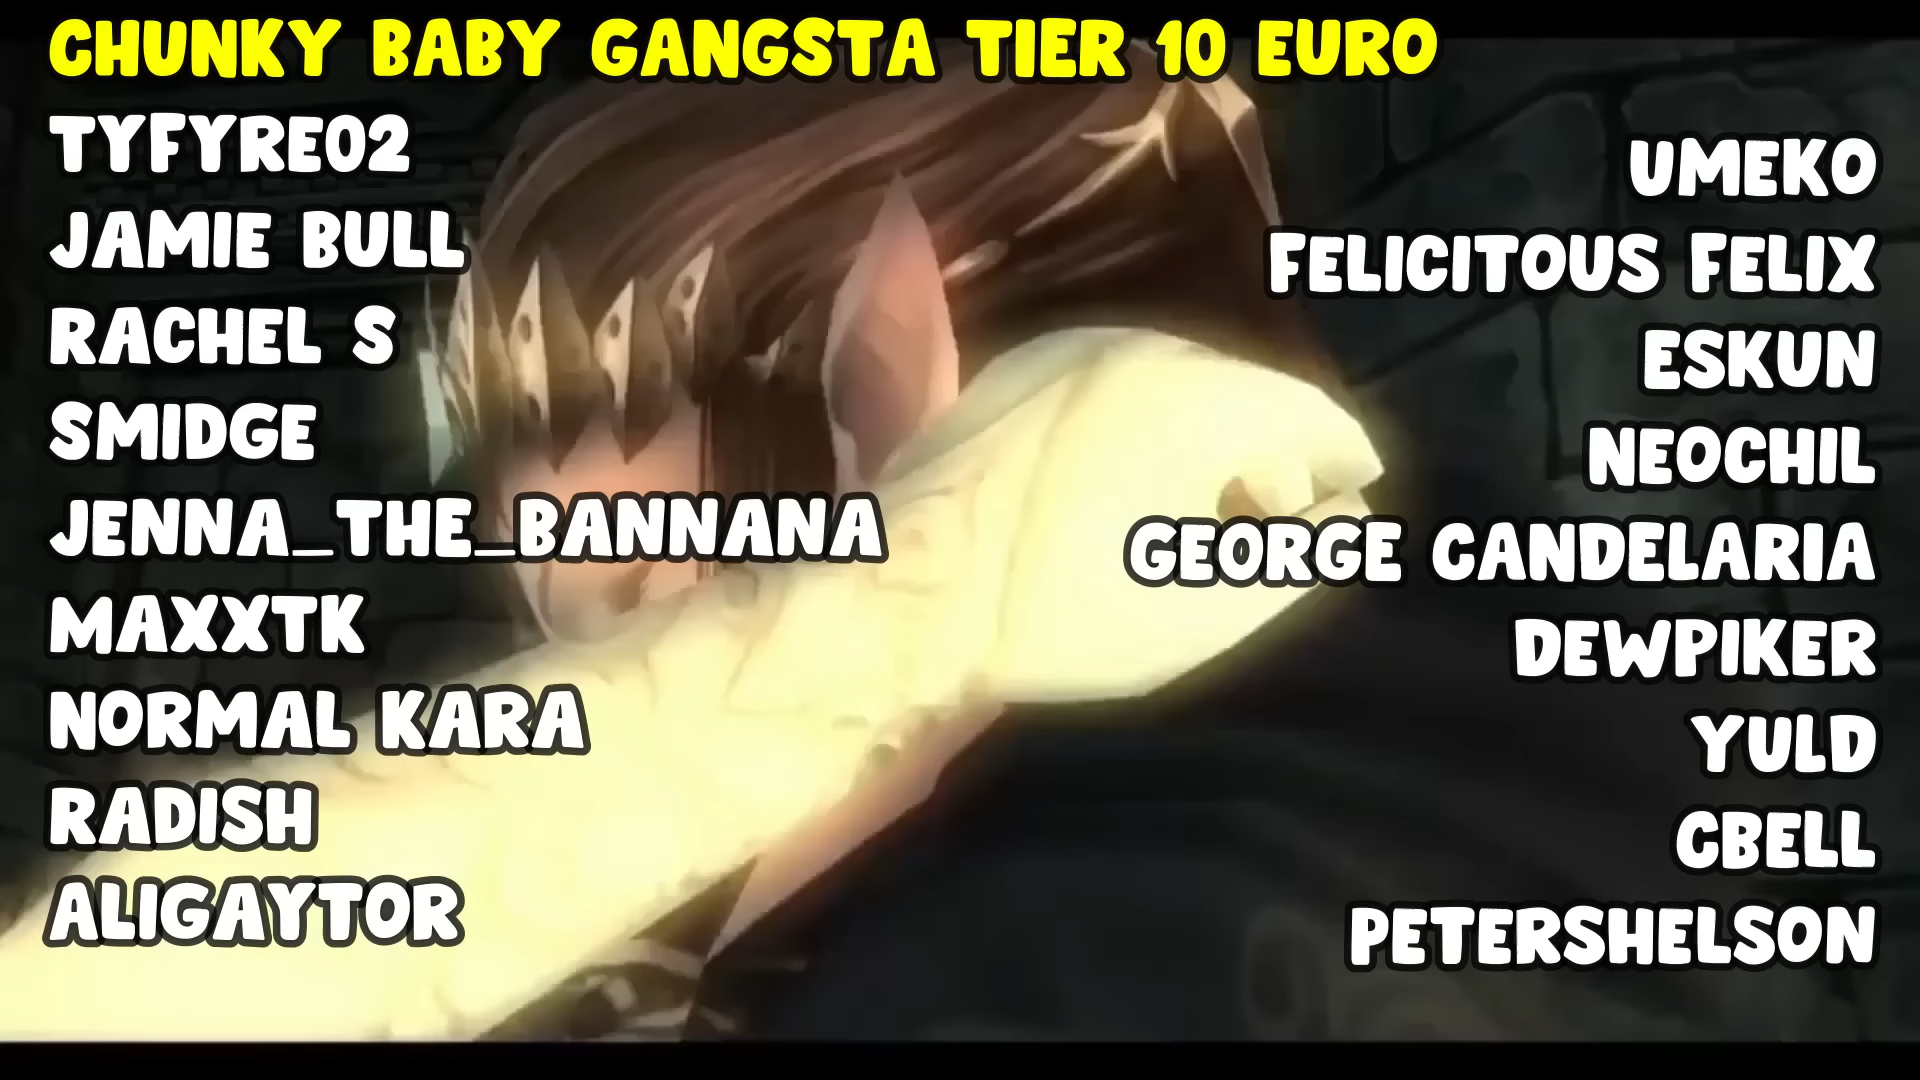 CHUNKY BABY GANGSTA TIER 10 EURO
TYFYRE02
JAMIE BULL
RACHEL S
SMIDGE
JENNA_THE_BANNANA
MAXXTK
NORMAL KARA
RADISH
ALIGAYTOR
UMEKO
FELICITOUS FELIX
ESKUN
NEOCHIL
GEORGE CANDELARIA
DEWPIKER
YULD
CBELL
PETERSHELSON